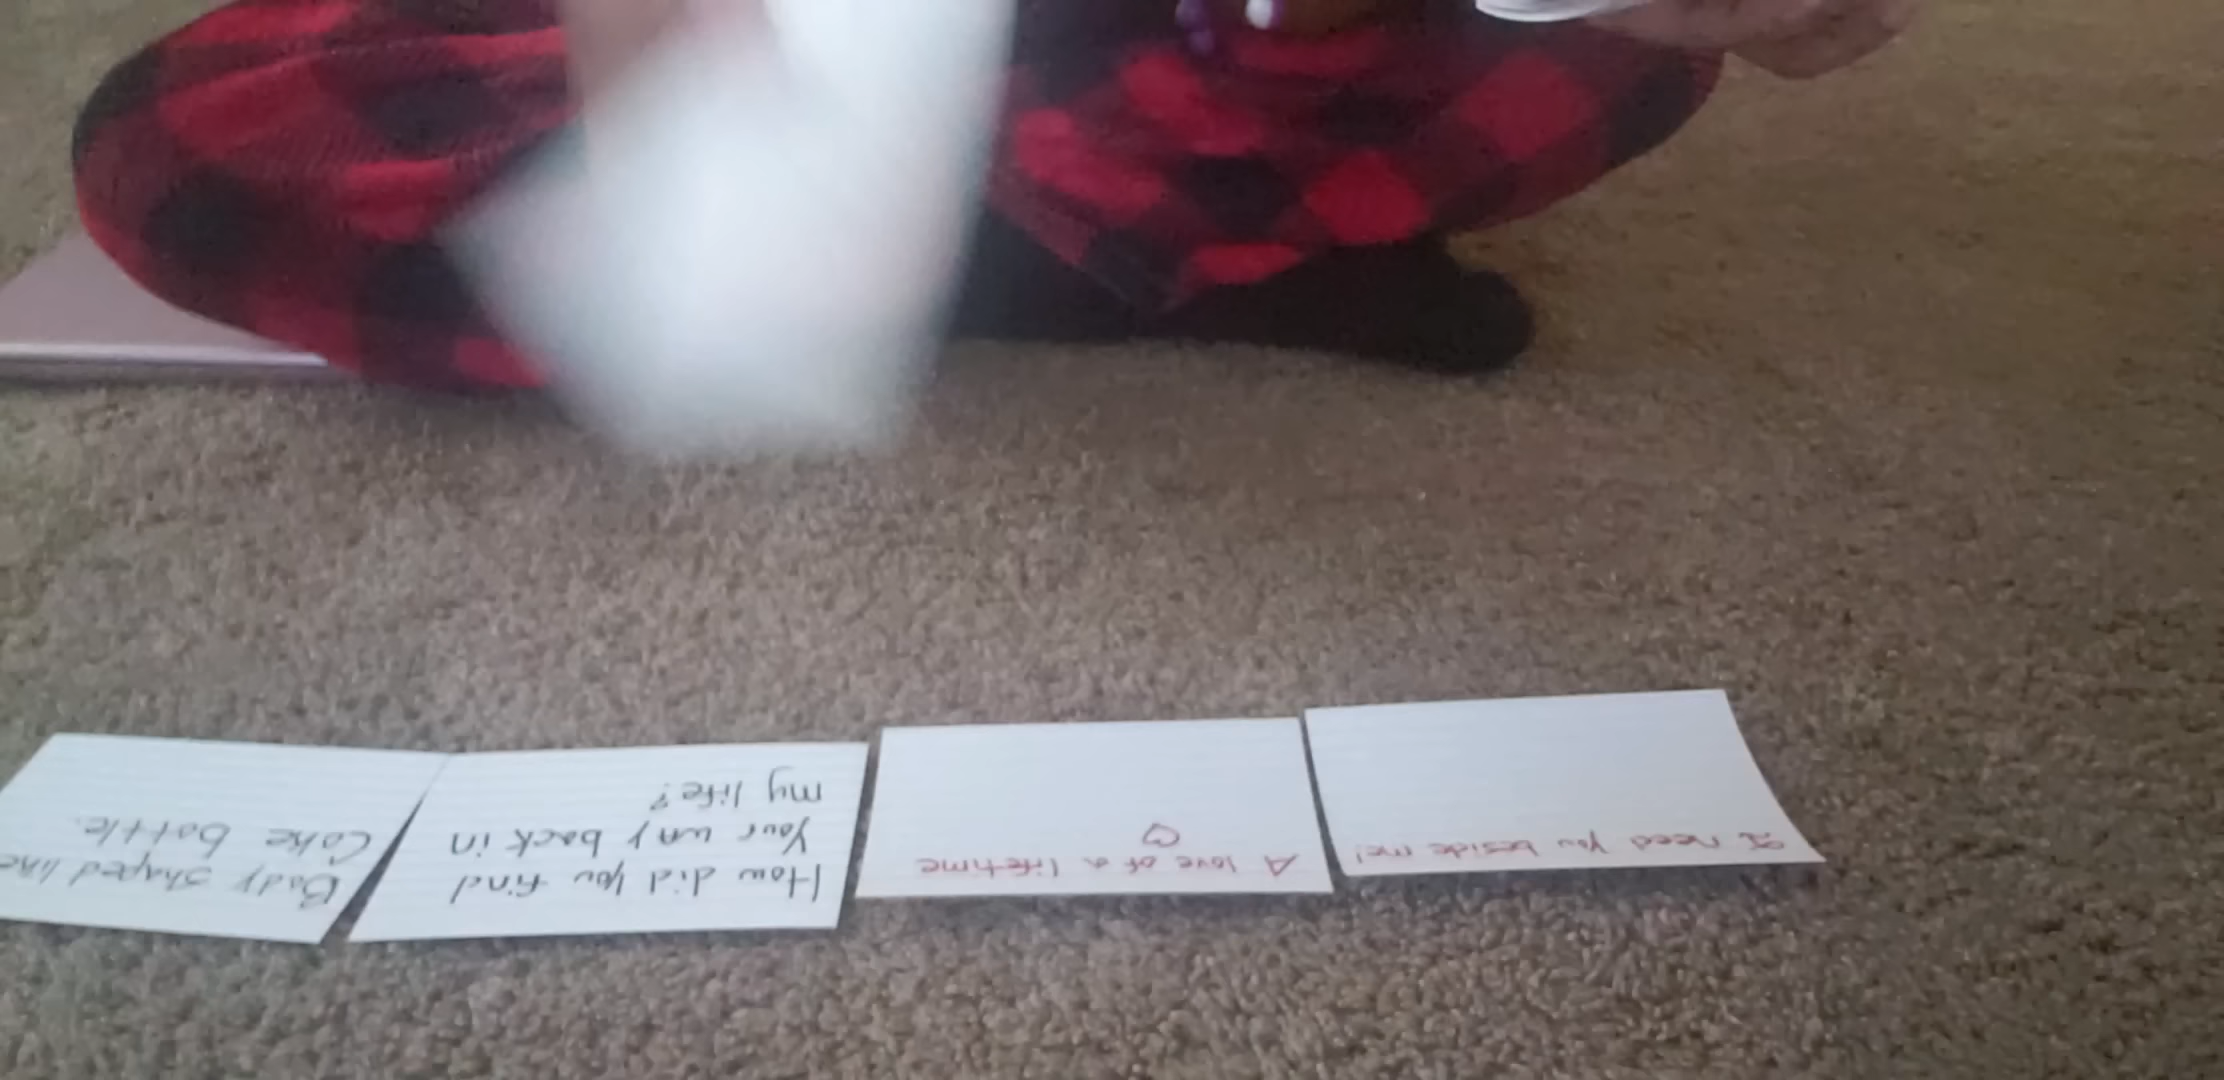 I need you beside me!
A love of a lifetime
How did you find
your way back in
my life?
Body shaped like
Coke bottle.